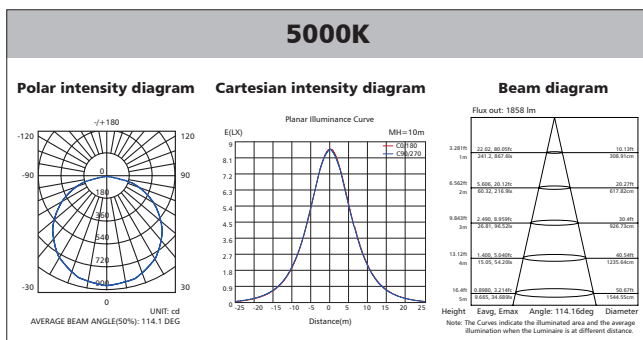 5000K
Polar intensity diagram
-/+180
-120
120
-90
90
0
180
360
540
720
900
-30
30
0
UNIT: cd
AVERAGE BEAM ANGLE(50%): 114.1 DEG
Cartesian intensity diagram
Planar Illuminance Curve
E(LX)
MH=10m
C0/180
C90/270
9
8.1
7.2
6.3
5.4
4.5
3.6
2.7
1.8
0.9
0
-25 -20 -15 -10 -5 0 5 10 15 20 25
Distance(m)
Beam diagram
Flux out: 1858 lm
3.281ft 22.02, 80.05fc 10.13ft
1m 241.2, 867.6lx 308.91cm
6.562ft 5.608, 20.12fc 20.27ft
2m 60.32, 216.9lx 617.82cm
9.843ft 2.490, 8.959fc 30.4ft
3m 26.81, 96.52lx 926.73cm
13.12ft 1.400, 5.040fc 40.54ft
4m 15.05, 54.20lx 1235.64cm
16.4ft 0.8980, 3.214fc 50.67ft
5m 9.665, 34.688lx 1544.55cm
Height Eavg, Emax Angle: 114.16deg Diameter
Note: The Curves indicate the illuminated area and the average
illumination when the Luminaire is at different distance.